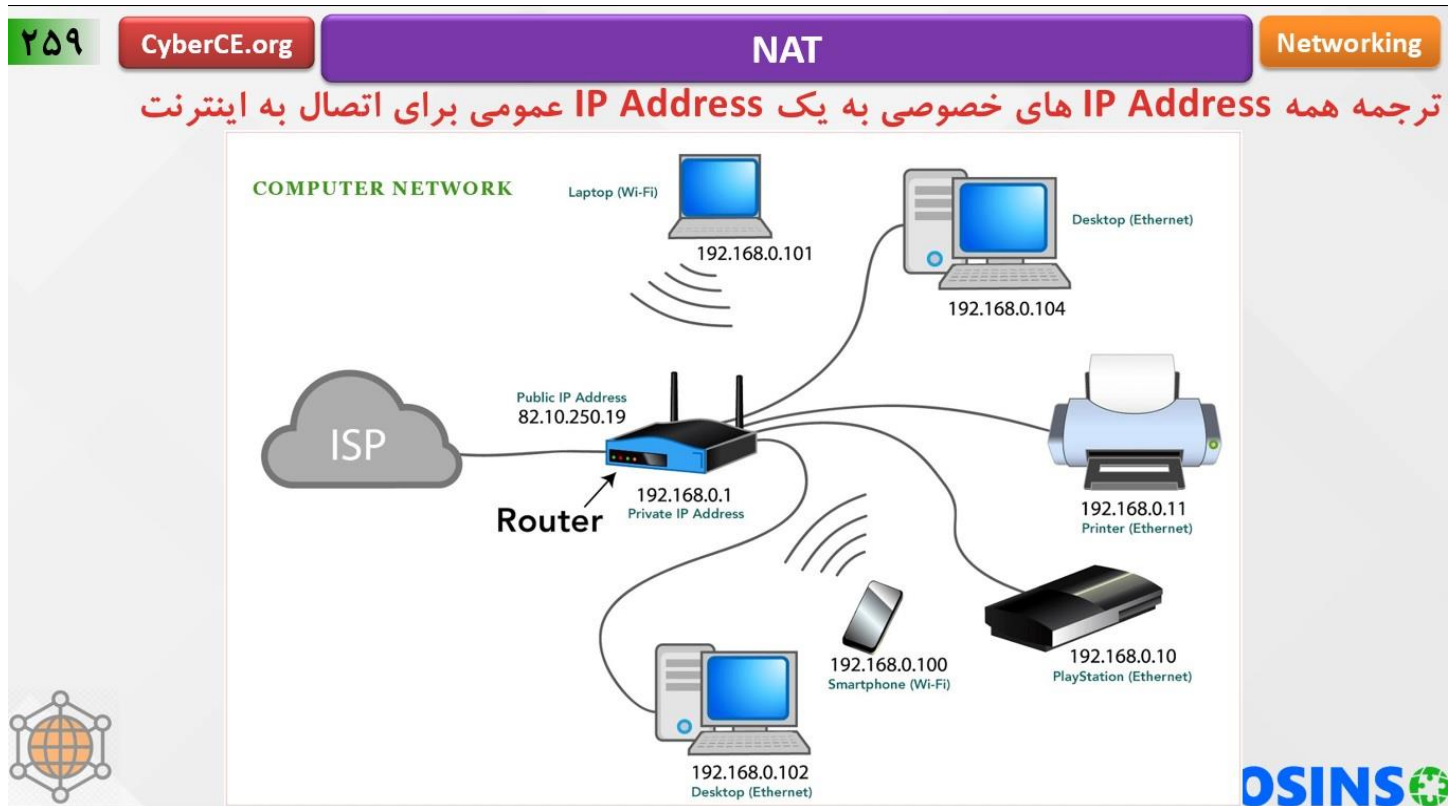 ۲۵۹
CyberCE.org
NAT
Networking
ترجمه همه IP Address های خصوصی به یک IP Address عمومی برای اتصال به اینترنت
COMPUTER NETWORK
Laptop (Wi-Fi)
192.168.0.101
Desktop (Ethernet)
192.168.0.104
ISP
Public IP Address
82.10.250.19
Router
192.168.0.1
Private IP Address
192.168.0.11
Printer (Ethernet)
192.168.0.100
Smartphone (Wi-Fi)
192.168.0.10
PlayStation (Ethernet)
192.168.0.102
Desktop (Ethernet)
OSINS